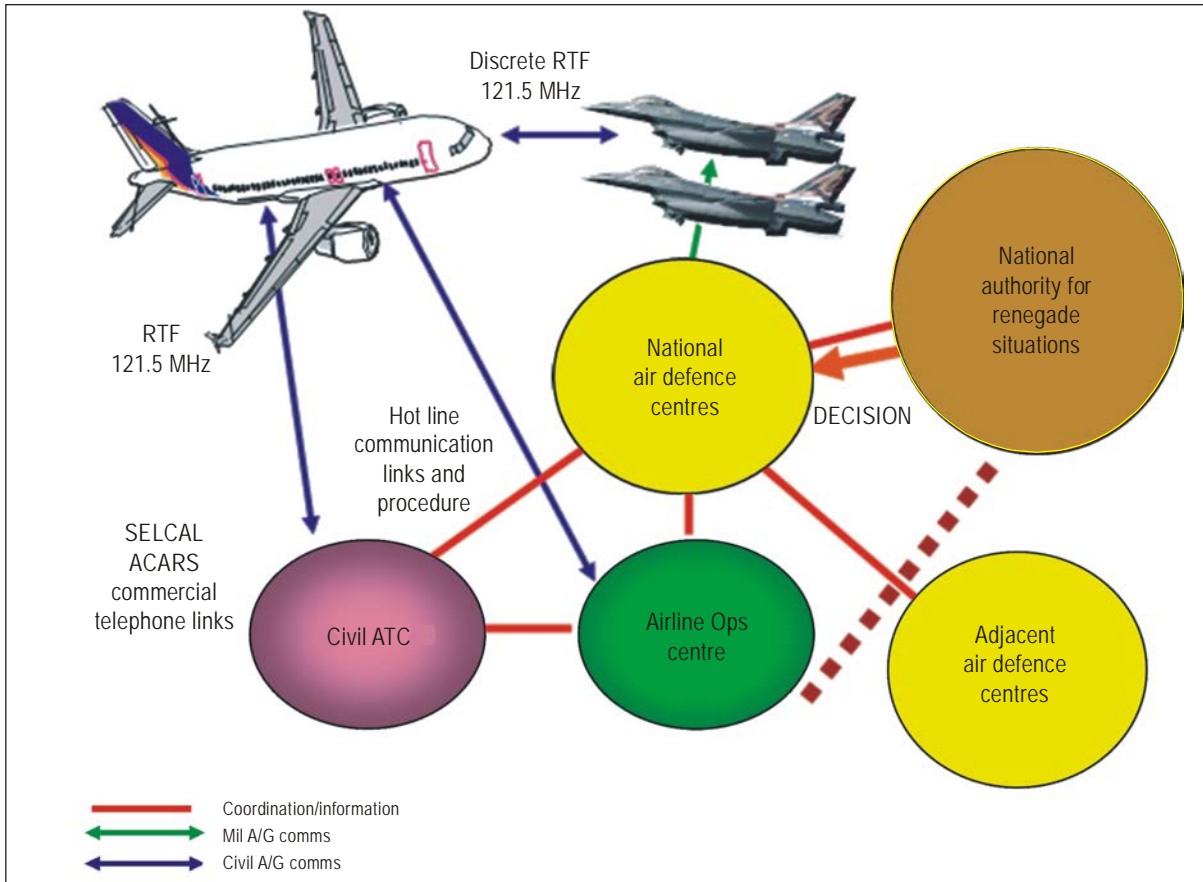 Discrete RTF
121.5 MHz
National
authority for
renegade
situations
RTF
121.5 MHz
National
air defence
centres
DECISION
Hot line
communication
links and
procedure
SELCAL
ACARS
commercial
telephone links
Civil ATC
Airline Ops
centre
Adjacent
air defence
centres
Coordination/information
Mil A/G comms
Civil A/G comms